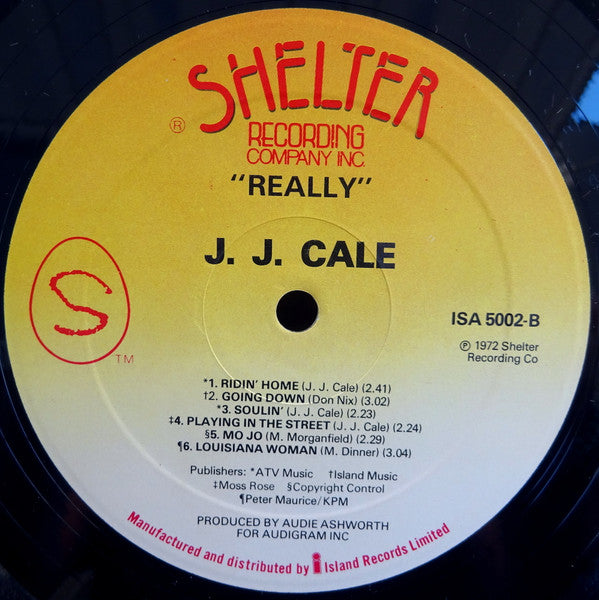 SHELTER
®
RECORDING
COMPANY INC.
"REALLY"
J. J. CALE
S
TM
ISA 5002-B
℗ 1972 Shelter
Recording Co
*1. RIDIN' HOME (J. J. Cale) (2.41)
†2. GOING DOWN (Don Nix) (3.02)
*3. SOULIN' (J. J. Cale) (2.23)
‡4. PLAYING IN THE STREET (J. J. Cale) (2.24)
§5. MO JO (M. Morganfield) (2.29)
¶6. LOUISIANA WOMAN (M. Dinner) (3.04)
Publishers: *ATV Music †Island Music
‡Moss Rose §Copyright Control
¶Peter Maurice/KPM
PRODUCED BY AUDIE ASHWORTH
FOR AUDIGRAM INC
Manufactured and distributed by i Island Records Limited